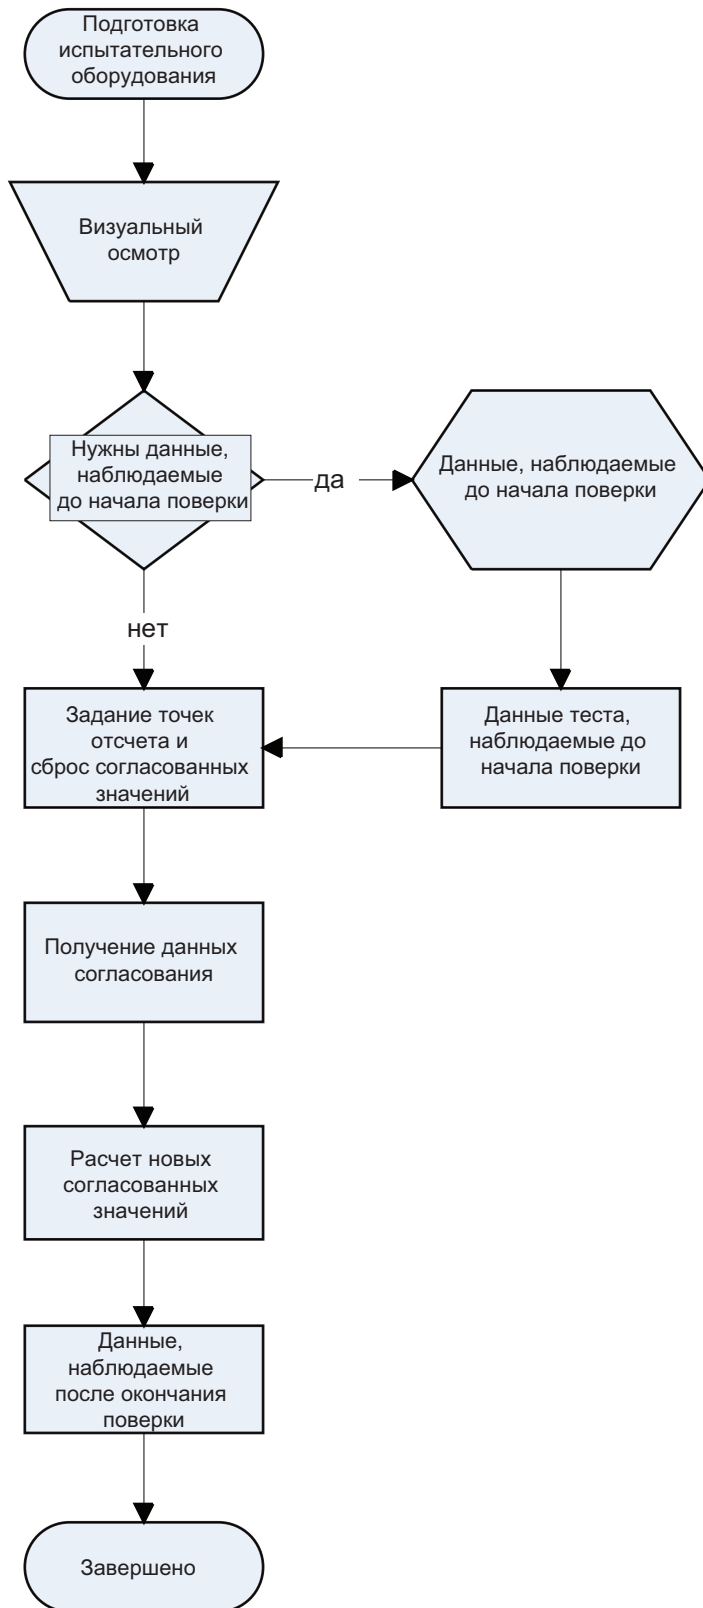 Подготовка
испытательного
оборудования
Визуальный
осмотр
Нужны данные,
наблюдаемые
до начала поверки
да
Данные, наблюдаемые
до начала поверки
нет
Задание точек
отсчета и
сброс согласованных
значений
Данные теста,
наблюдаемые до
начала поверки
Получение данных
согласования
Расчет новых
согласованных
значений
Данные,
наблюдаемые
после окончания
поверки
Завершено